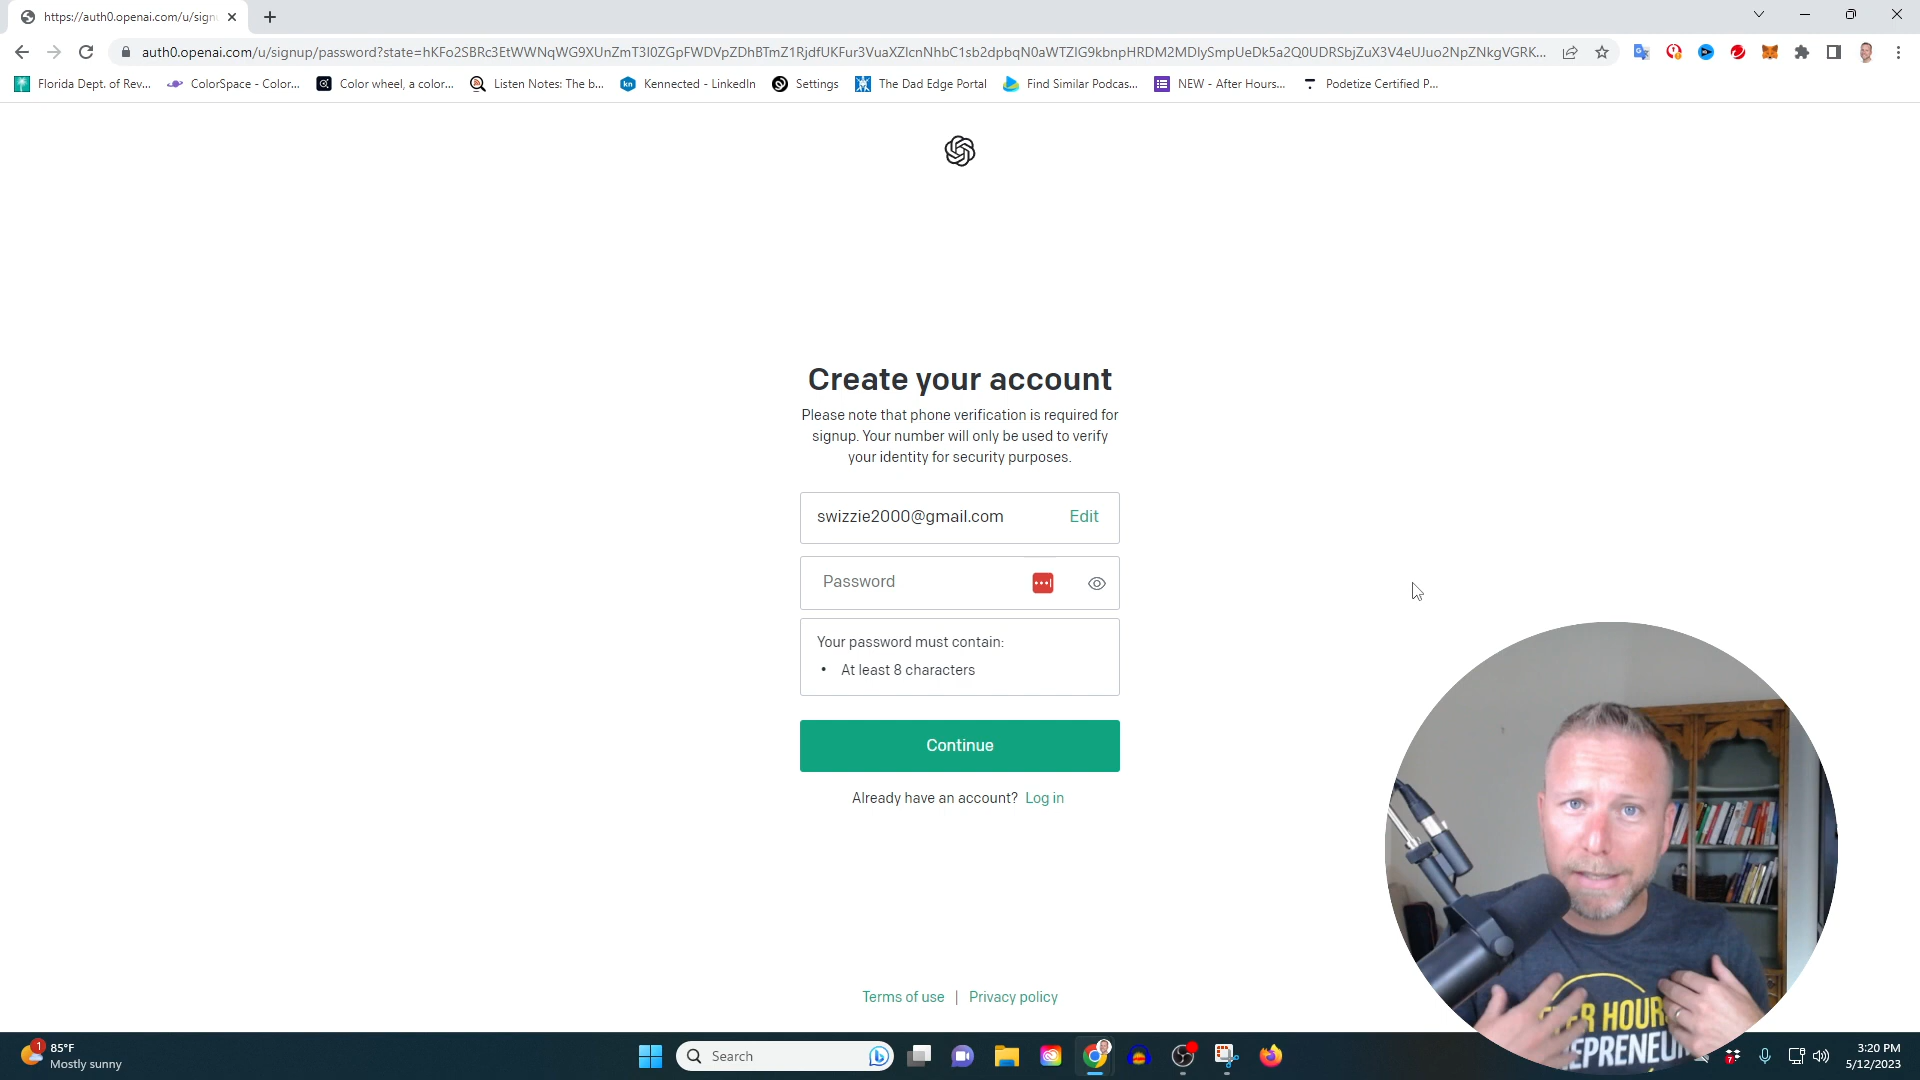 https://auth0.openai.com/u/sign
auth0.openai.com/u/signup/password?state=
Florida Dept. of Rev...
ColorSpace - Color...
Color wheel, a color...
Listen Notes: The b...
Kennected - LinkedIn
Settings
The Dad Edge Portal
Find Similar Podcas...
NEW - After Hours...
Podetize Certified P...
Create your account
Please note that phone verification is required for
signup. Your number will only be used to verify
your identity for security purposes.
swizzie2000@gmail.com
Edit
Password
Your password must contain:
• At least 8 characters
Continue
Already have an account? Log in
Terms of use | Privacy policy
HOUR
EPRENEU
1
85°F
Mostly sunny
Search
7
3:20 PM
5/12/2023